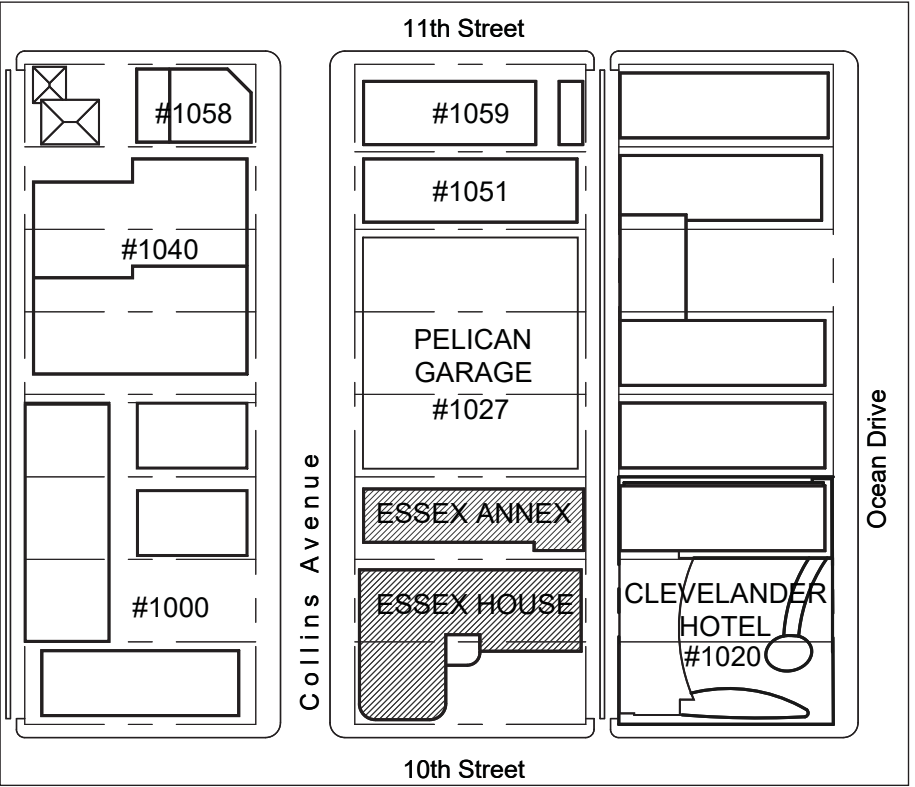 11th Street
#1058
#1059
#1051
#1040
PELICAN
GARAGE
#1027
Ocean Drive
Collins Avenue
ESSEX ANNEX
#1000
ESSEX HOUSE
CLEVELANDER
HOTEL
#1020
10th Street